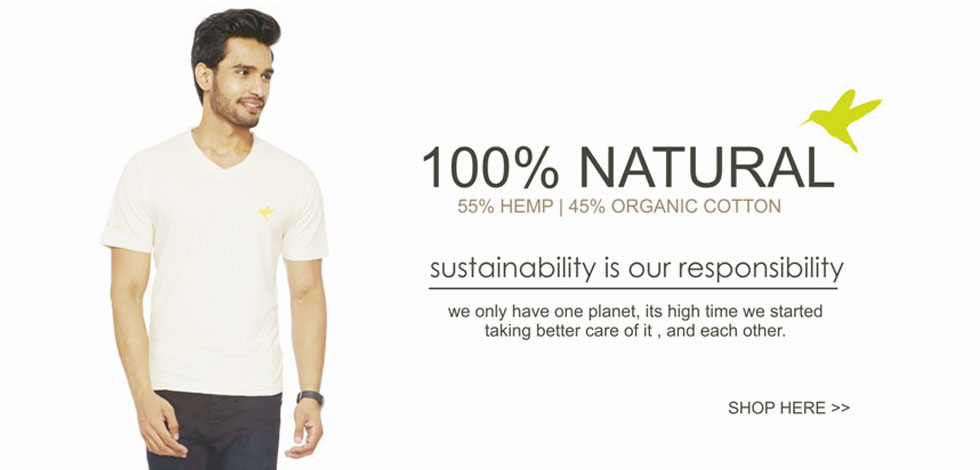 100% NATURAL
55% HEMP | 45% ORGANIC COTTON
sustainability is our responsibility
we only have one planet, its high time we started
taking better care of it , and each other.
SHOP HERE >>